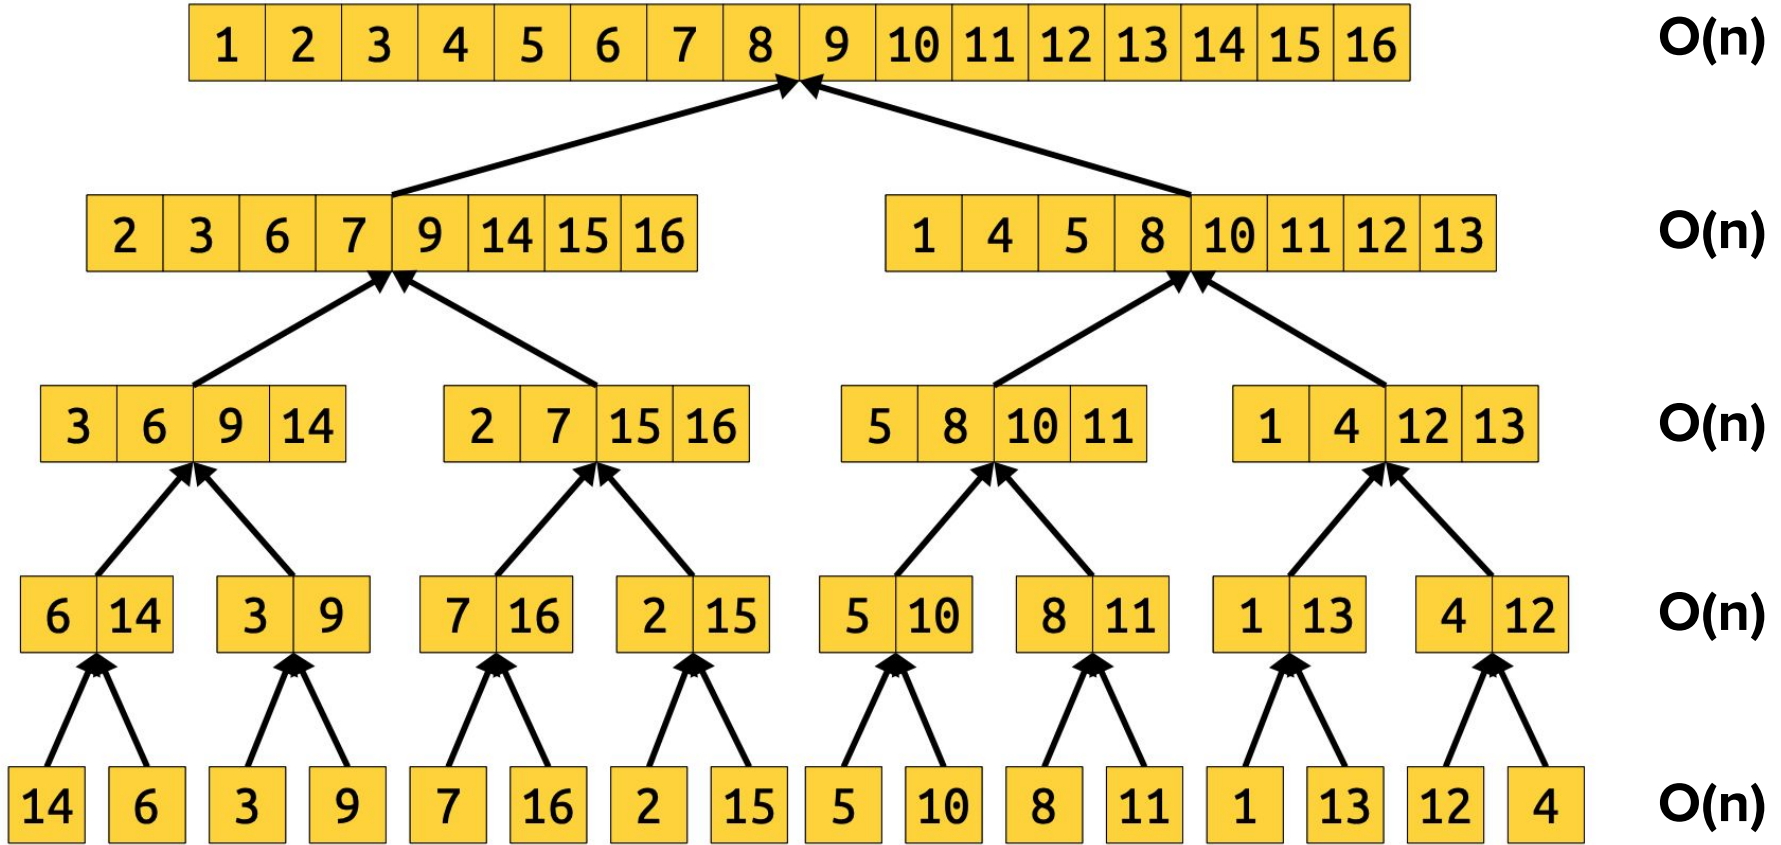 1 2 3 4 5 6 7 8 9 10 11 12 13 14 15 16 O(n)
2 3 6 7 9 14 15 16 1 4 5 8 10 11 12 13 O(n)
3 6 9 14 2 7 15 16 5 8 10 11 1 4 12 13 O(n)
6 14 3 9 7 16 2 15 5 10 8 11 1 13 4 12 O(n)
14 6 3 9 7 16 2 15 5 10 8 11 1 13 12 4 O(n)